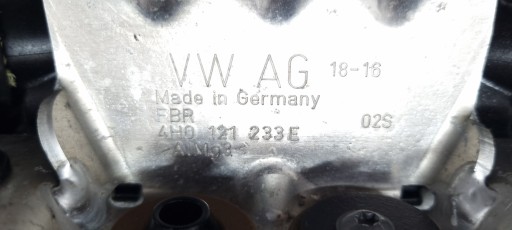 VW AG 18-16
Made in Germany
FBR
4H0 121 233 E 02S